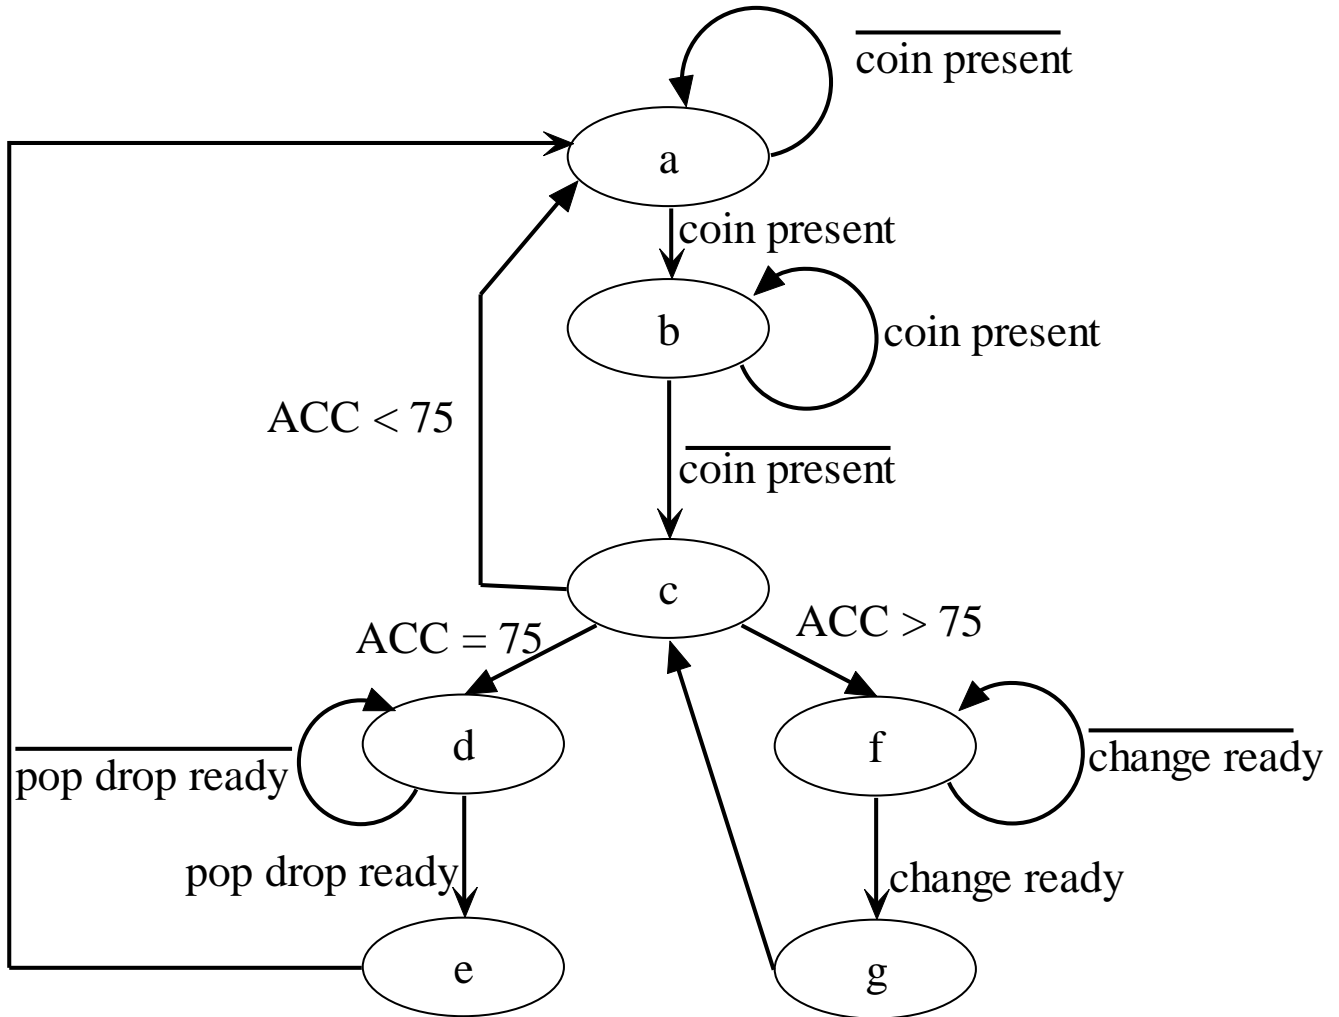 coin present
a
coin present
b
coin present
ACC < 75
coin present
c
ACC = 75
ACC > 75
d
f
pop drop ready
change ready
pop drop ready
change ready
e
g